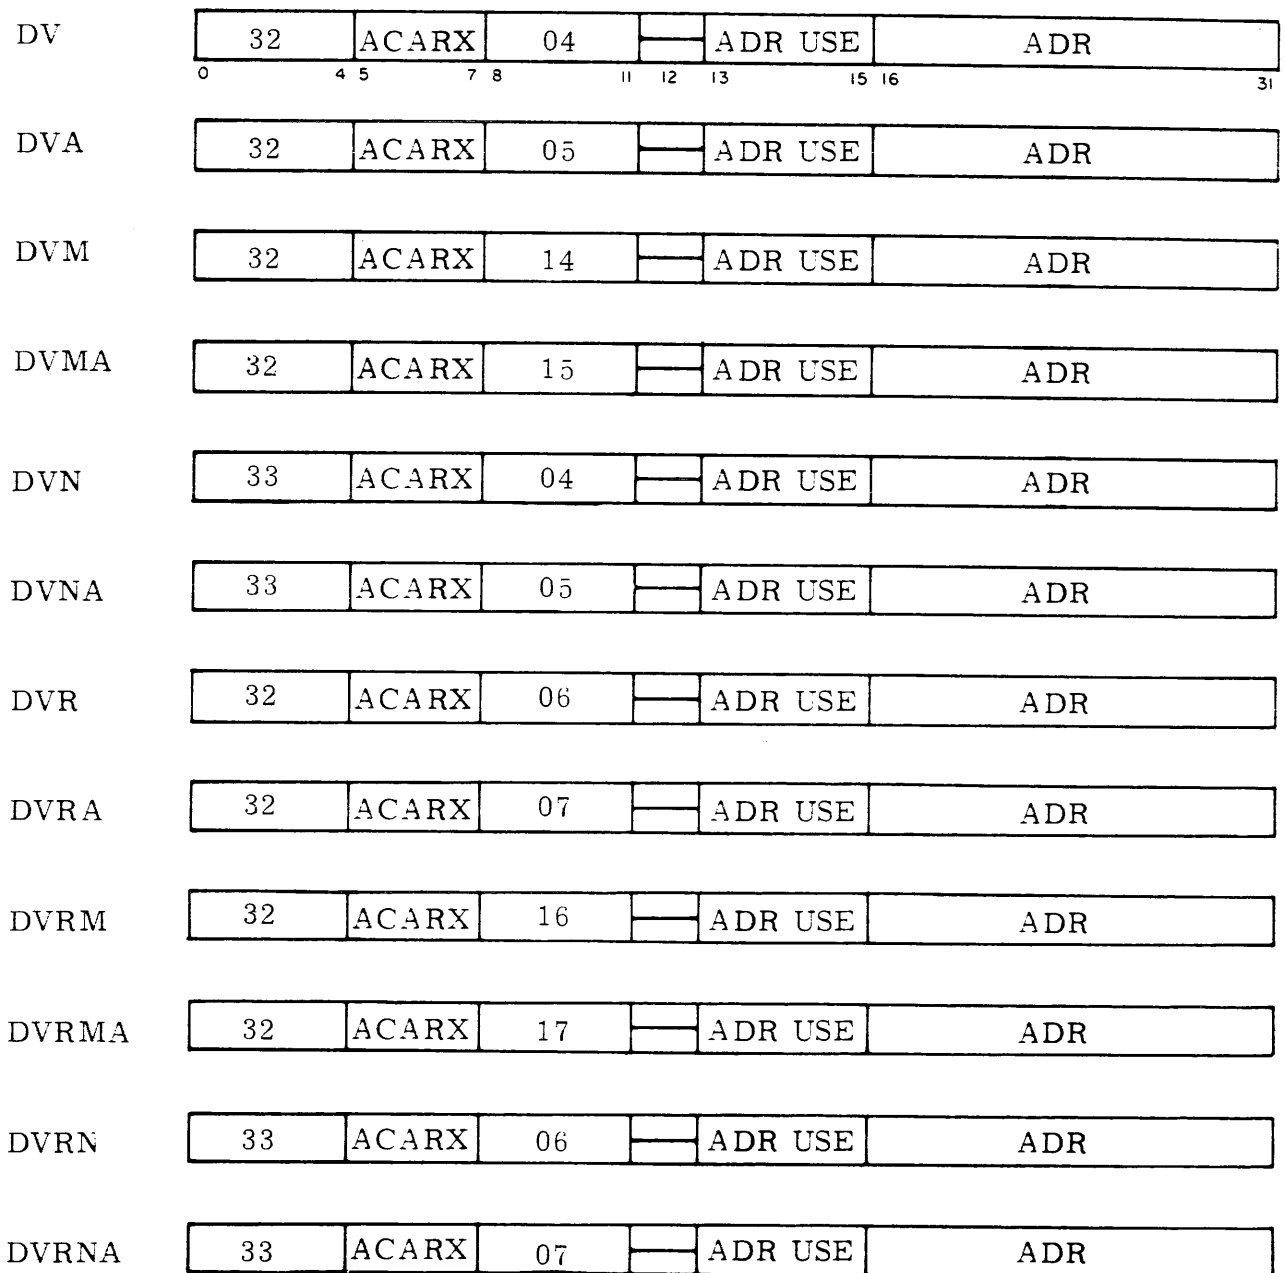 DV 32 ACARX 04 ADR USE ADR
0 4 5 7 8 11 12 13 15 16 31
DVA 32 ACARX 05 ADR USE ADR
DVM 32 ACARX 14 ADR USE ADR
DVMA 32 ACARX 15 ADR USE ADR
DVN 33 ACARX 04 ADR USE ADR
DVNA 33 ACARX 05 ADR USE ADR
DVR 32 ACARX 06 ADR USE ADR
DVRA 32 ACARX 07 ADR USE ADR
DVRM 32 ACARX 16 ADR USE ADR
DVRMA 32 ACARX 17 ADR USE ADR
DVRN 33 ACARX 06 ADR USE ADR
DVRNA 33 ACARX 07 ADR USE ADR